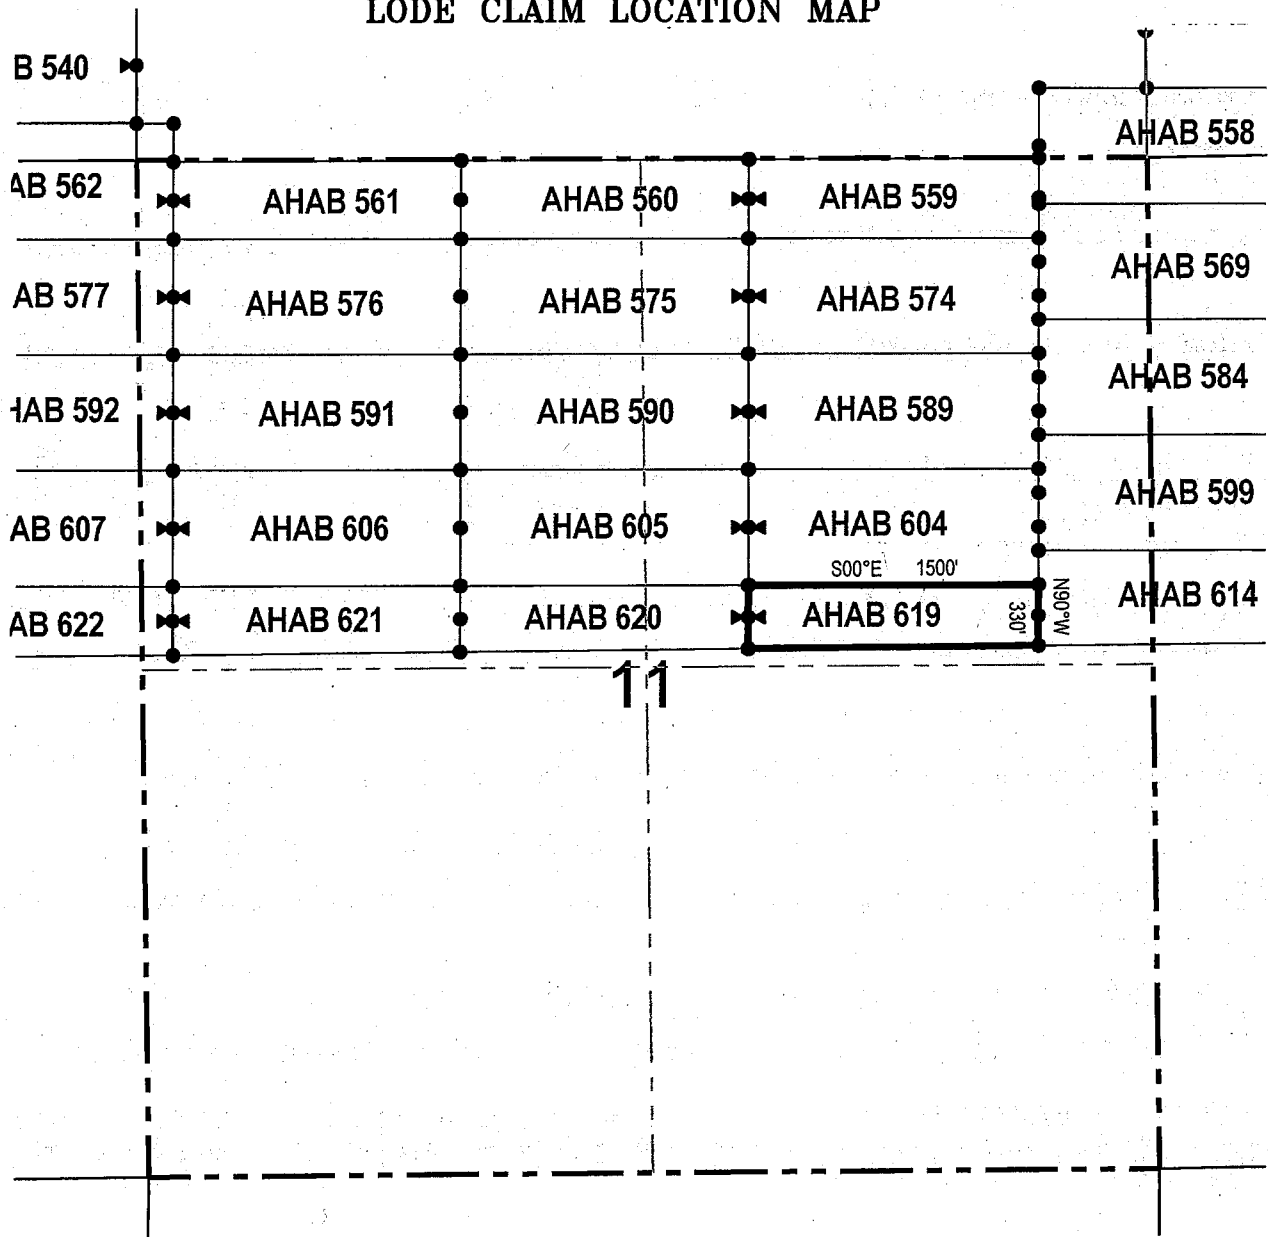 LODE CLAIM LOCATION MAP
B 540
AHAB 558
AB 562
AHAB 561
AHAB 560
AHAB 559
AHAB 569
AB 577
AHAB 576
AHAB 575
AHAB 574
AHAB 584
HAB 592
AHAB 591
AHAB 590
AHAB 589
AHAB 599
AB 607
AHAB 606
AHAB 605
AHAB 604
S00°E 1500'
N90°W
330'
AHAB 614
AB 622
AHAB 621
AHAB 620
AHAB 619
11